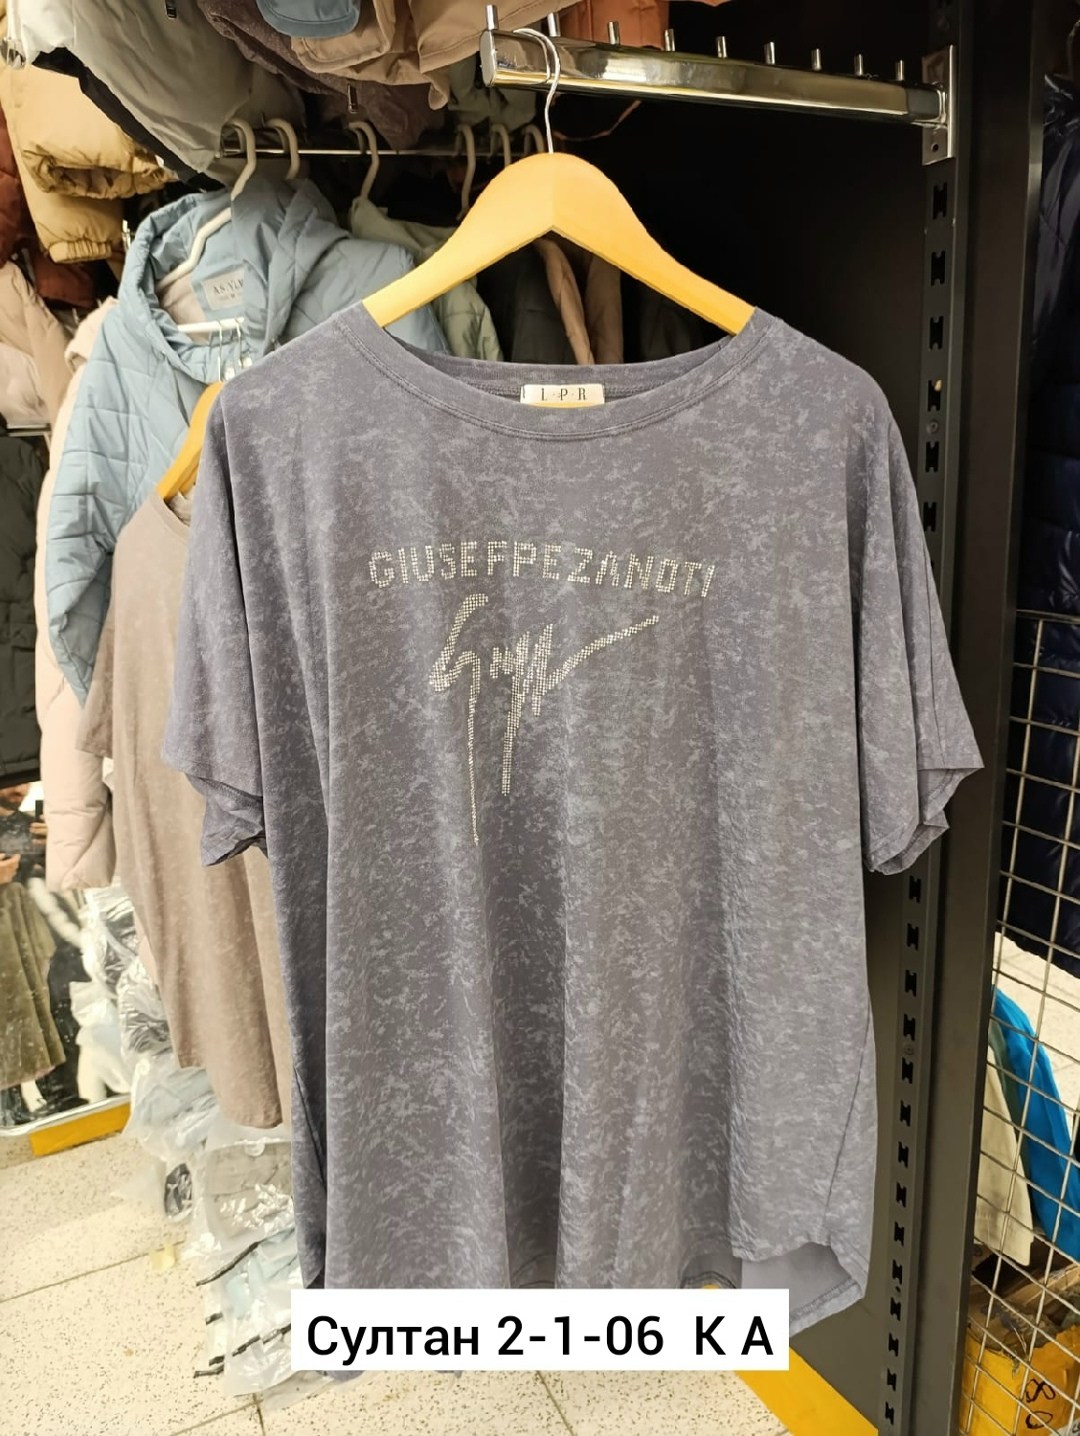 L·P·R
GIUSEFPEZANOTI
Султан 2-1-06 К А